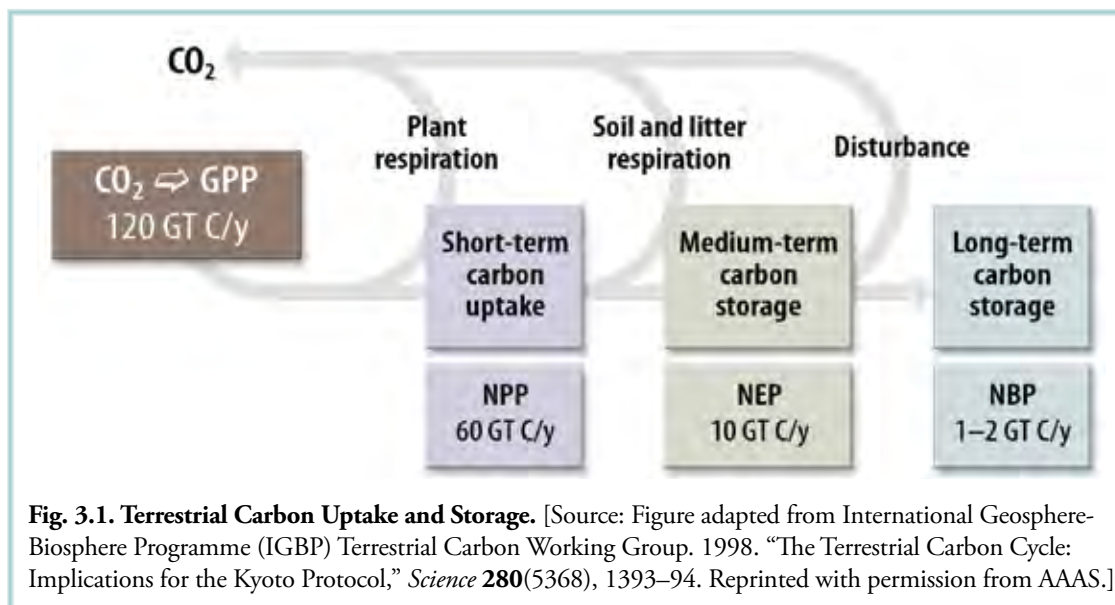 CO₂
Plant
respiration
Soil and litter
respiration
Disturbance
CO₂ ⇨ GPP
120 GT C/y
Short-term
carbon
uptake
Medium-term
carbon
storage
Long-term
carbon
storage
NPP
60 GT C/y
NEP
10 GT C/y
NBP
1–2 GT C/y
Fig. 3.1. Terrestrial Carbon Uptake and Storage. [Source: Figure adapted from International Geosphere-
Biosphere Programme (IGBP) Terrestrial Carbon Working Group. 1998. “The Terrestrial Carbon Cycle:
Implications for the Kyoto Protocol,” Science 280(5368), 1393–94. Reprinted with permission from AAAS.]